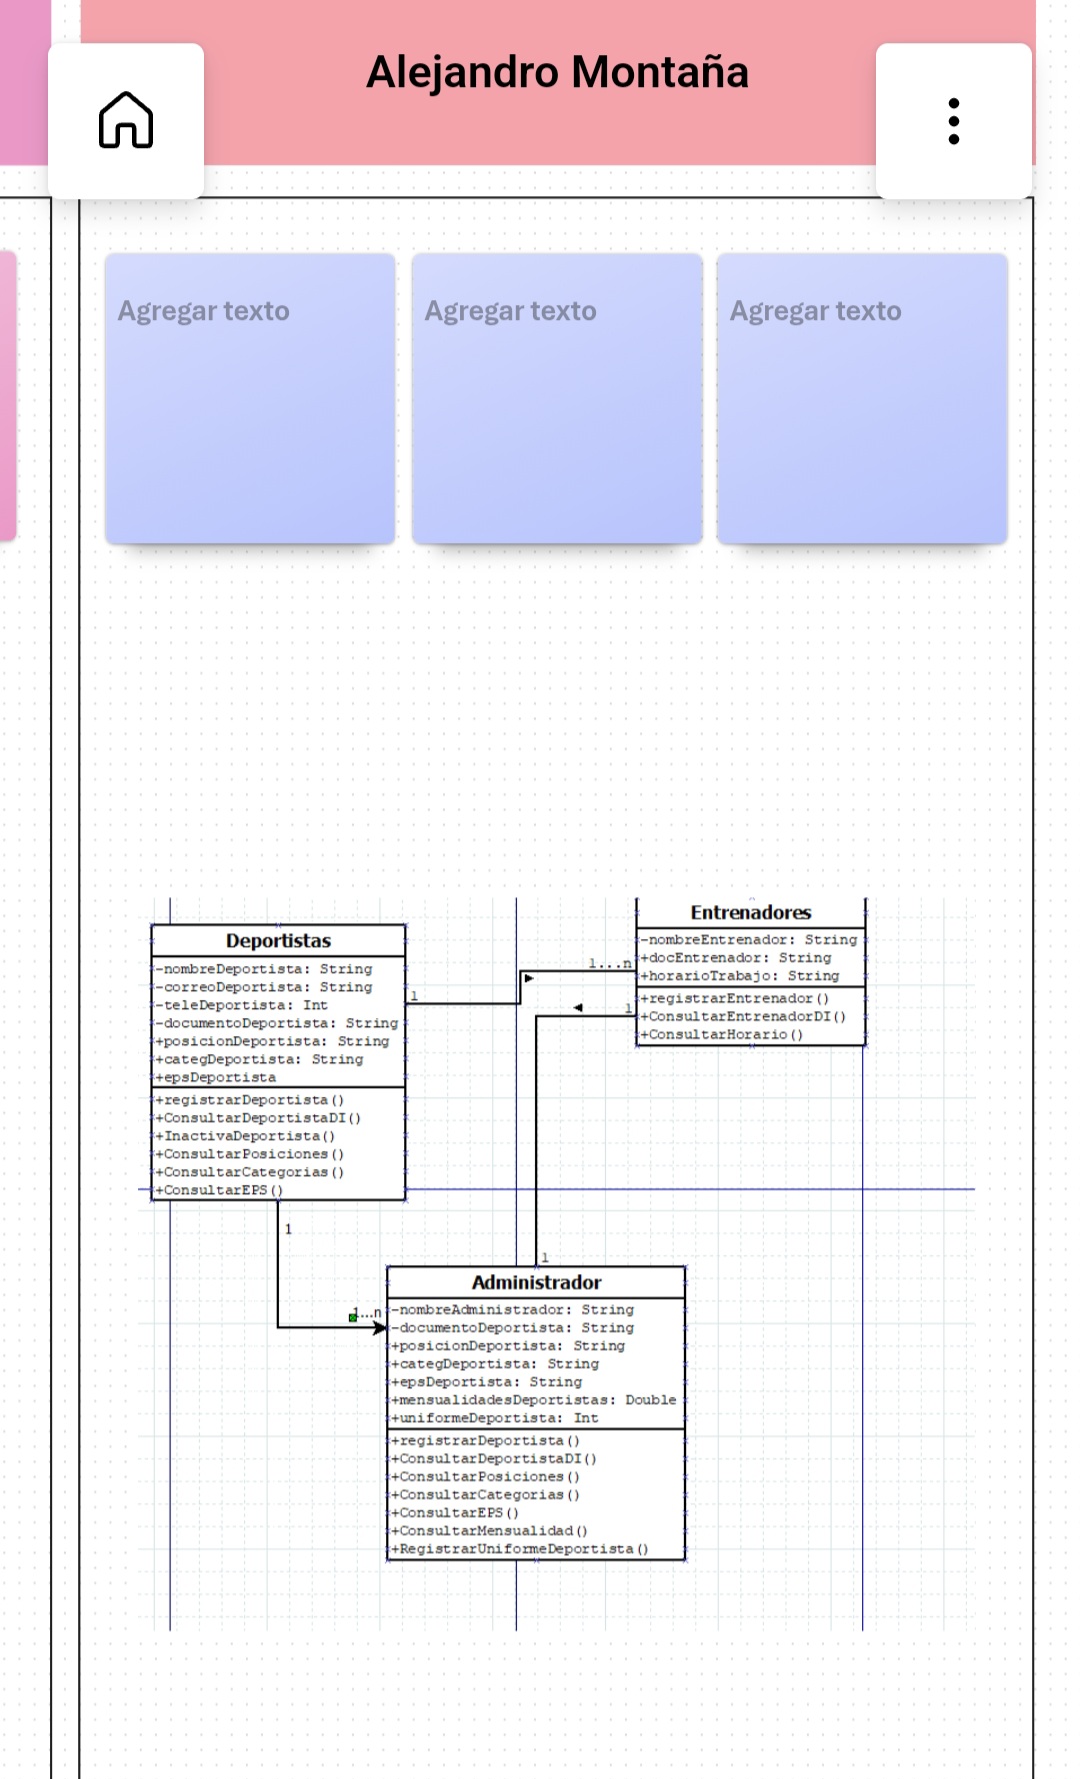 Alejandro Montaña
Agregar texto
Agregar texto
Agregar texto
Deportistas
-nombreDeportista: String
-correoDeportista: String
-teleDeportista: Int
-documentoDeportista: String
+posicionDeportista: String
+categDeportista: String
+epsDeportista
+registrarDeportista()
+ConsultarDeportistaDI()
+InactivaDeportista()
+ConsultarPosiciones()
+ConsultarCategorias()
+ConsultarEPS()
1
1...n
1
Entrenadores
-nombreEntrenador: String
+docEntrenador: String
+horarioTrabajo: String
+registrarEntrenador()
+ConsultarEntrenadorDI()
+ConsultarHorario()
1
1
1...n
Administrador
-nombreAdministrador: String
-documentoDeportista: String
+posicionDeportista: String
+categDeportista: String
+epsDeportista: String
+mensualidadesDeportistas: Double
+uniformeDeportista: Int
+registrarDeportista()
+ConsultarDeportistaDI()
+ConsultarPosiciones()
+ConsultarCategorias()
+ConsultarEPS()
+ConsultarMensualidad()
+RegistrarUniformeDeportista()